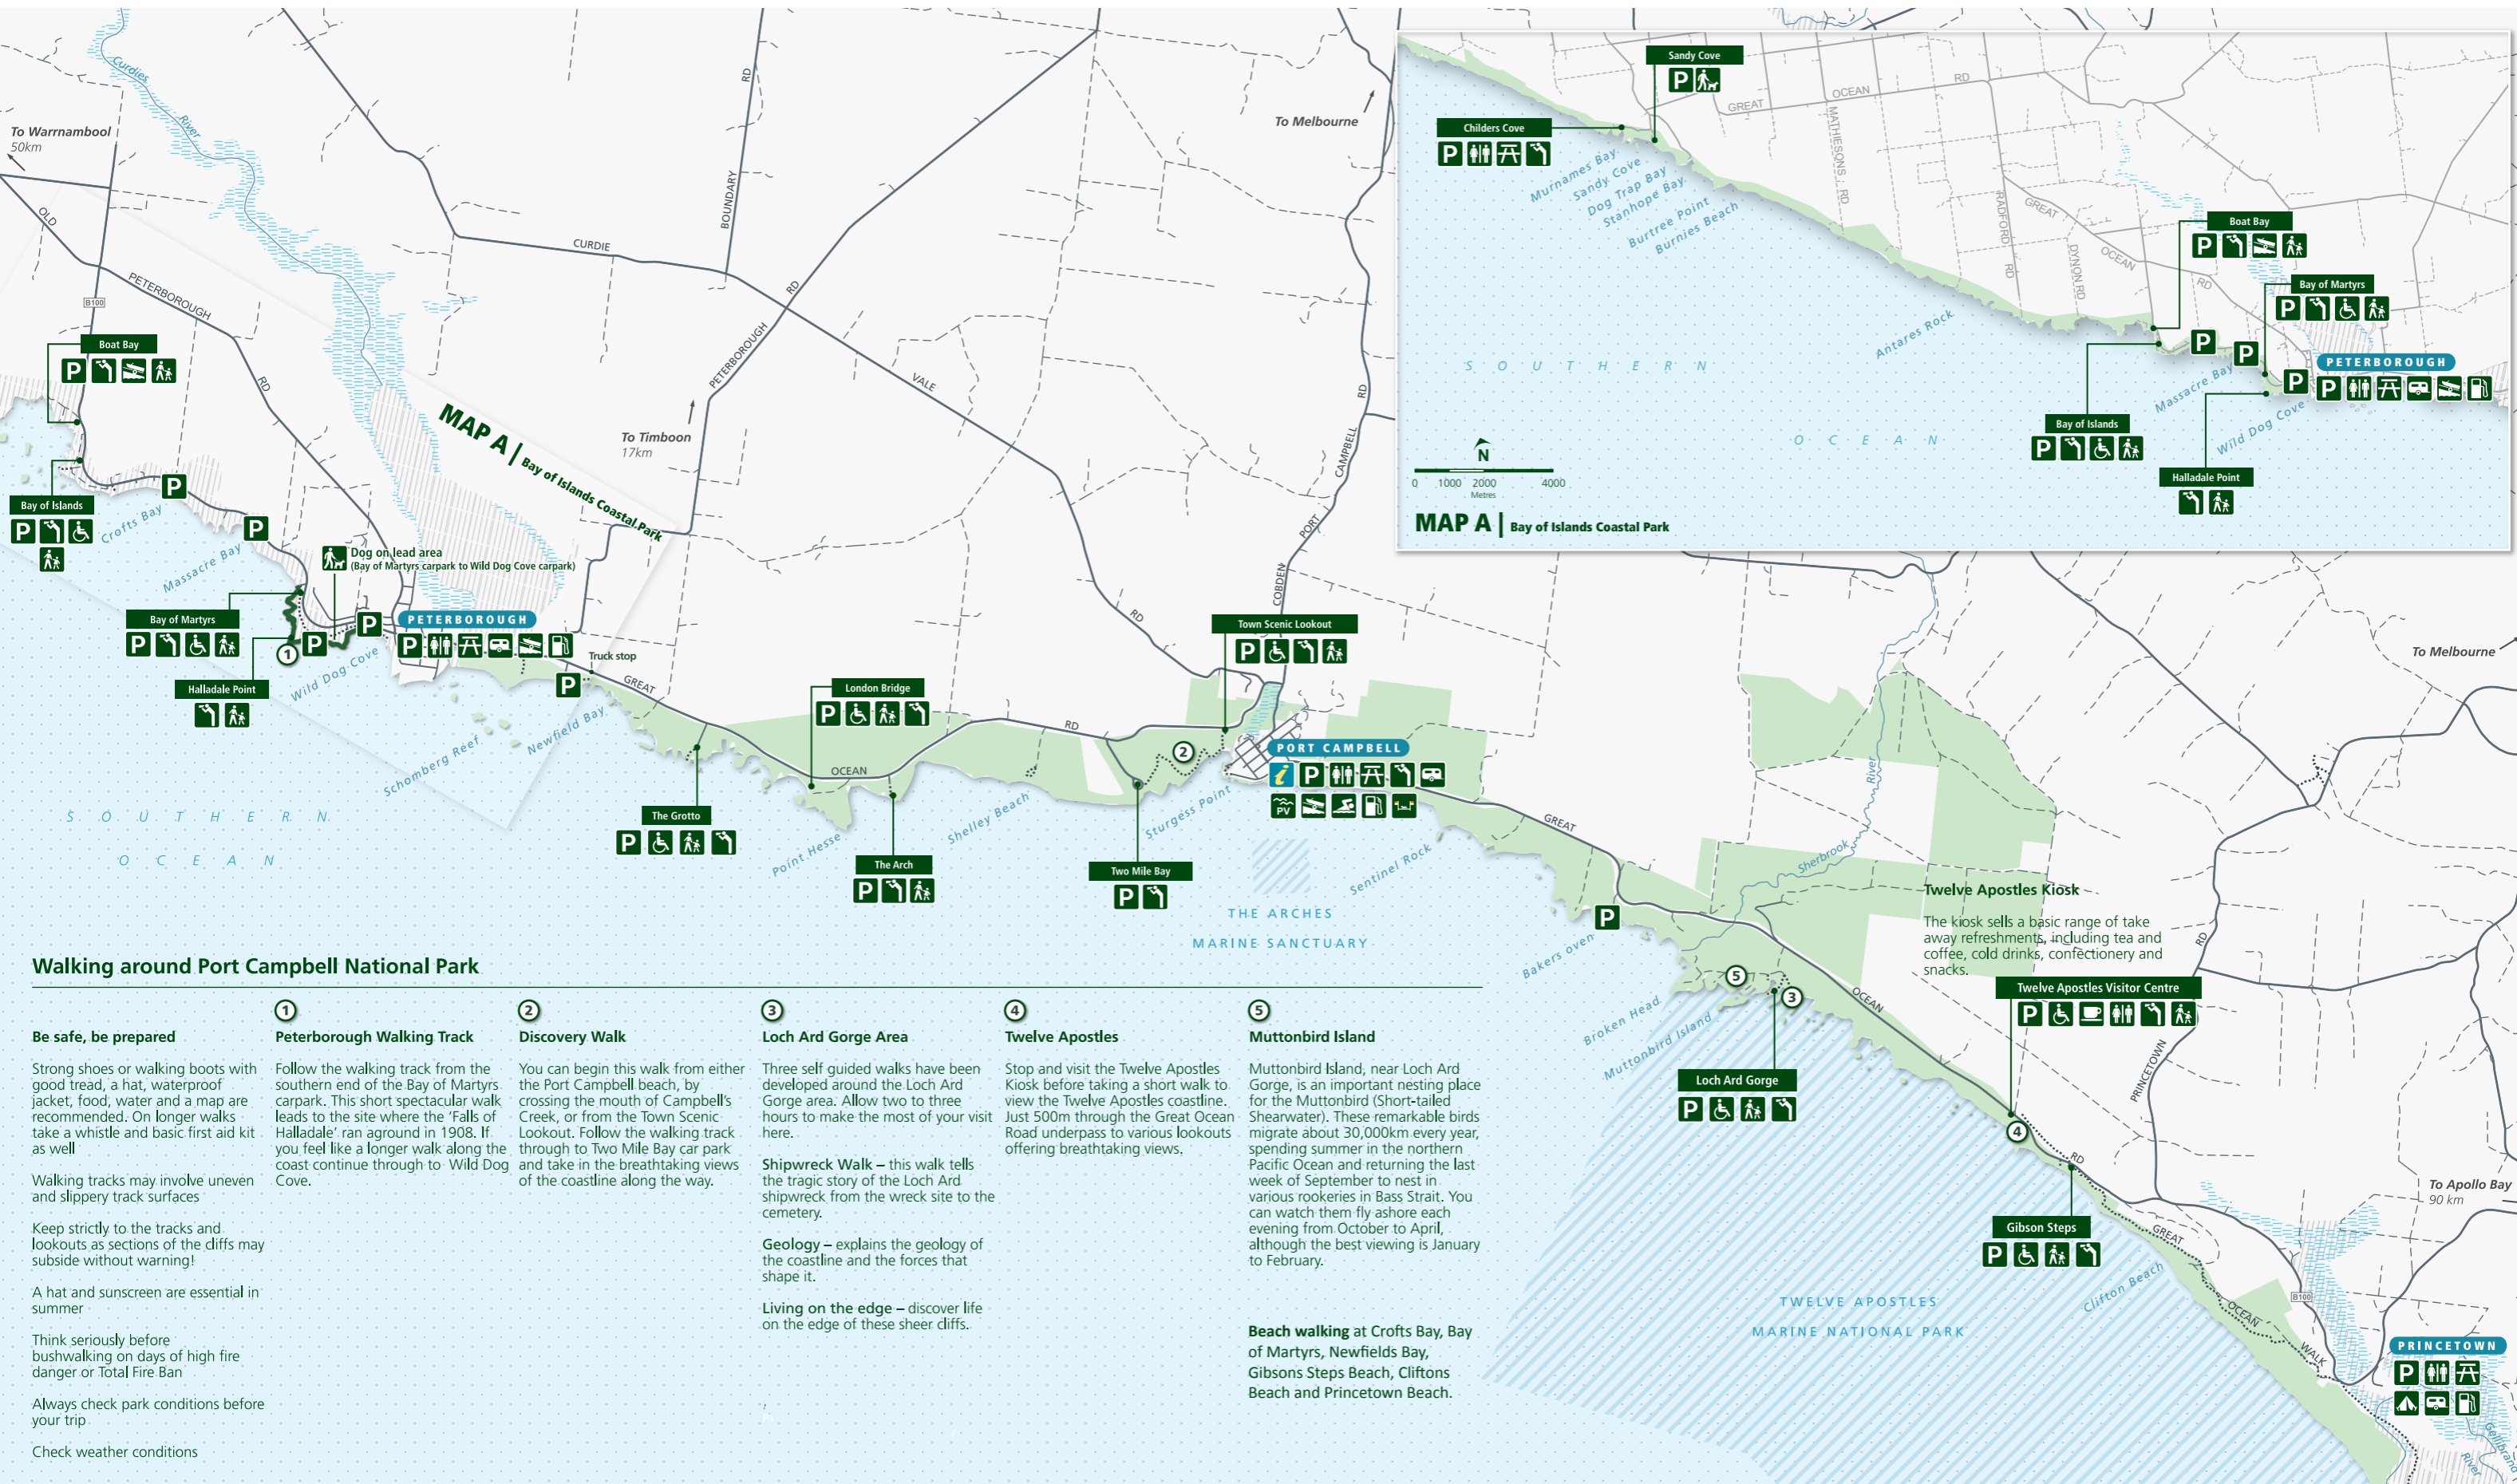 Curdies
River
To Warrnambool
50km
OLD
PETERBOROUGH
RD
B100
Boat Bay
P
Bay of Islands
P
P
P
Crofts Bay
Massacre Bay
Dog on lead area
(Bay of Martyrs carpark to Wild Dog Cove carpark)
Bay of Martyrs
P
1
P
P
Halladale Point
Wild Dog Cove
PETERBOROUGH
P
MAP A | Bay of Islands Coastal Park
To Timboon
17km
BOUNDARY
RD
CURDIE
VALE
RD
PETERBOROUGH
RD
Truck stop
P
GREAT
OCEAN
RD
Schomberg Reef
Newfield Bay
SOUTHERN
OCEAN
The Grotto
P
London Bridge
P
Point Hesse
The Arch
P
Shelley Beach
Two Mile Bay
P
Sturgess Point
2
Town Scenic Lookout
P
To Melbourne
COBDEN
PORT
CAMPBELL
RD
PORT CAMPBELL
i
P
PV
THE ARCHES
MARINE SANCTUARY
Sentinel Rock
GREAT
OCEAN
RD
P
Bakers oven
Broken Head
Muttonbird Island
5
3
Loch Ard Gorge
P
Sherbrook
River
Twelve Apostles Kiosk
The kiosk sells a basic range of take
away refreshments, including tea and
coffee, cold drinks, confectionery and
snacks.
Twelve Apostles Visitor Centre
P
4
Gibson Steps
P
Clifton Beach
TWELVE APOSTLES
MARINE NATIONAL PARK
PRINCETOWN
RD
To Melbourne
To Apollo Bay
90 km
GREAT
OCEAN
WALK
B100
PRINCETOWN
P
Gellibrand
River
Sandy Cove
P
Childers Cove
P
Murnames Bay
Sandy Cove
Dog Trap Bay
Stanhope Bay
Burtree Point
Burnies Beach
GREAT
OCEAN
RD
MATHIESONS RD
RADFORD RD
DYNON RD
GREAT
OCEAN
RD
Boat Bay
P
Bay of Martyrs
P
P
P
P
PETERBOROUGH
P
Antares Rock
Massacre Bay
Wild Dog Cove
Bay of Islands
P
Halladale Point
SOUTHERN
OCEAN
N
0 1000 2000 4000
Metres
MAP A | Bay of Islands Coastal Park
Walking around Port Campbell National Park
Be safe, be prepared
Strong shoes or walking boots with
good tread, a hat, waterproof
jacket, food, water and a map are
recommended. On longer walks
take a whistle and basic first aid kit
as well
Walking tracks may involve uneven
and slippery track surfaces
Keep strictly to the tracks and
lookouts as sections of the cliffs may
subside without warning!
A hat and sunscreen are essential in
summer
Think seriously before
bushwalking on days of high fire
danger or Total Fire Ban
Always check park conditions before
your trip
Check weather conditions
1
Peterborough Walking Track
Follow the walking track from the
southern end of the Bay of Martyrs
carpark. This short spectacular walk
leads to the site where the ‘Falls of
Halladale’ ran aground in 1908. If
you feel like a longer walk along the
coast continue through to Wild Dog
Cove.
2
Discovery Walk
You can begin this walk from either
the Port Campbell beach, by
crossing the mouth of Campbell’s
Creek, or from the Town Scenic
Lookout. Follow the walking track
through to Two Mile Bay car park
and take in the breathtaking views
of the coastline along the way.
3
Loch Ard Gorge Area
Three self guided walks have been
developed around the Loch Ard
Gorge area. Allow two to three
hours to make the most of your visit
here.
Shipwreck Walk – this walk tells
the tragic story of the Loch Ard
shipwreck from the wreck site to the
cemetery.
Geology – explains the geology of
the coastline and the forces that
shape it.
Living on the edge – discover life
on the edge of these sheer cliffs.
4
Twelve Apostles
Stop and visit the Twelve Apostles
Kiosk before taking a short walk to
view the Twelve Apostles coastline.
Just 500m through the Great Ocean
Road underpass to various lookouts
offering breathtaking views.
5
Muttonbird Island
Muttonbird Island, near Loch Ard
Gorge, is an important nesting place
for the Muttonbird (Short-tailed
Shearwater). These remarkable birds
migrate about 30,000km every year,
spending summer in the northern
Pacific Ocean and returning the last
week of September to nest in
various rookeries in Bass Strait. You
can watch them fly ashore each
evening from October to April,
although the best viewing is January
to February.
Beach walking at Crofts Bay, Bay
of Martyrs, Newfields Bay,
Gibsons Steps Beach, Cliftons
Beach and Princetown Beach.